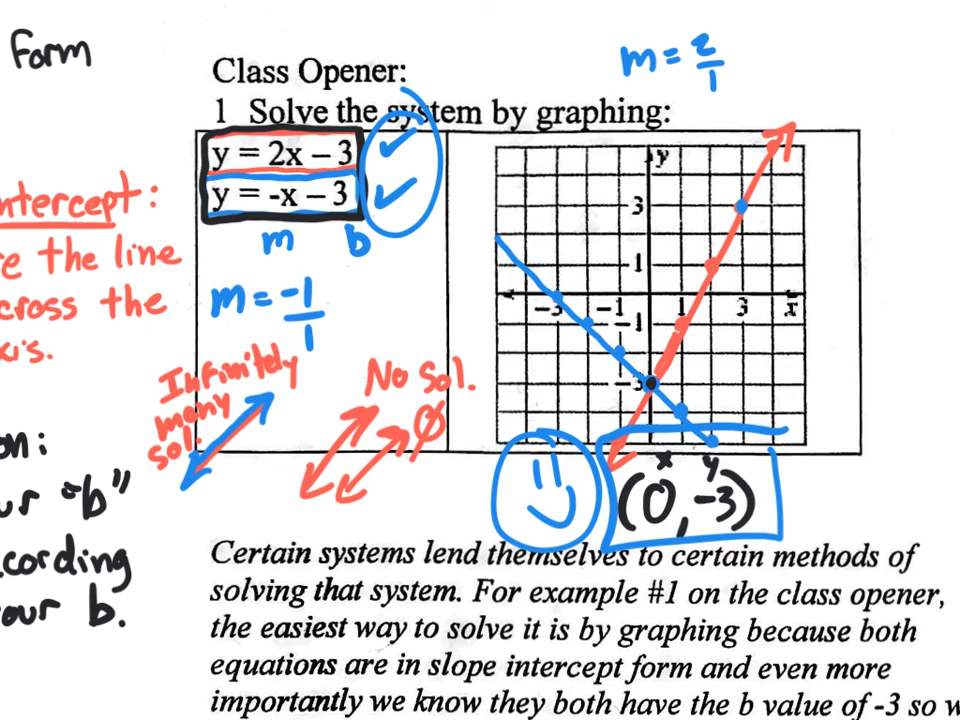 Form
m = 2/1
Class Opener:
1 Solve the system by graphing:
y = 2x – 3
y = -x – 3
m b
m = -1/1
y
3
1
-3 -1 1 3 x
-1
-3
ntercept:
e the line
cross the
xis.
Infinitely
many
sol.
No Sol.
∅
on:
ur "b"
ccording
our b.
x y
(0, -3)
Certain systems lend themselves to certain methods of
solving that system. For example #1 on the class opener,
the easiest way to solve it is by graphing because both
equations are in slope intercept form and even more
importantly we know they both have the b value of -3 so w